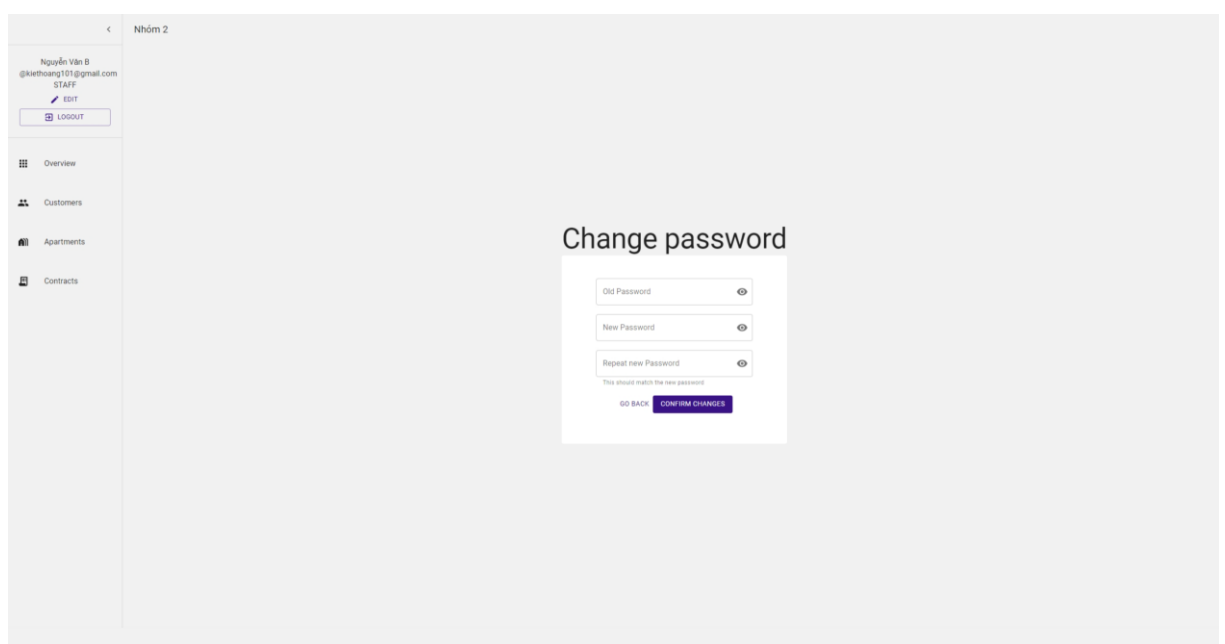 Nhóm 2
Nguyễn Văn B
@kiethoang101@gmail.com
STAFF
EDIT
LOGOUT
Overview
Customers
Apartments
Contracts
Change password
Old Password
New Password
Repeat new Password
This should match the new password
GO BACK CONFIRM CHANGES